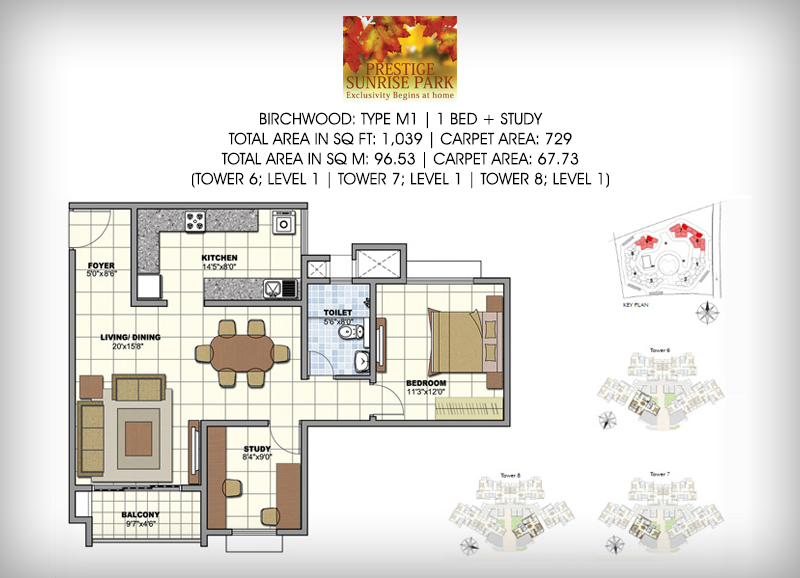 PRESTIGE
SUNRISE PARK
Exclusivity Begins at home
BIRCHWOOD: TYPE M1 | 1 BED + STUDY
TOTAL AREA IN SQ FT: 1,039 | CARPET AREA: 729
TOTAL AREA IN SQ M: 96.53 | CARPET AREA: 67.73
(TOWER 6; LEVEL 1 | TOWER 7; LEVEL 1 | TOWER 8; LEVEL 1)
FOYER
5'0"x8'6"
KITCHEN
14'5"x8'0"
LIVING/ DINING
20'x15'8"
TOILET
5'6"x8'0"
BEDROOM
11'3"x12'0"
STUDY
8'4"x9'0"
BALCONY
9'7"x4'6"
KEY PLAN
Tower 6
Tower 8
Tower 7